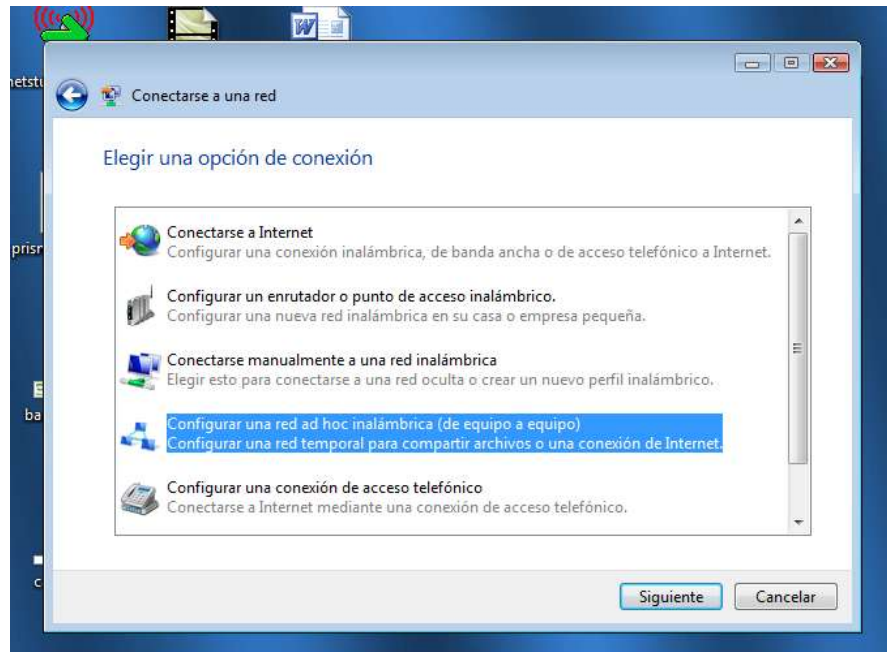 Conectarse a una red
Elegir una opción de conexión
Conectarse a Internet
Configurar una conexión inalámbrica, de banda ancha o de acceso telefónico a Internet.
Configurar un enrutador o punto de acceso inalámbrico.
Configurar una nueva red inalámbrica en su casa o empresa pequeña.
Conectarse manualmente a una red inalámbrica
Elegir esto para conectarse a una red oculta o crear un nuevo perfil inalámbrico.
Configurar una red ad hoc inalámbrica (de equipo a equipo)
Configurar una red temporal para compartir archivos o una conexión de Internet.
Configurar una conexión de acceso telefónico
Conectarse a Internet mediante una conexión de acceso telefónico.
Siguiente Cancelar